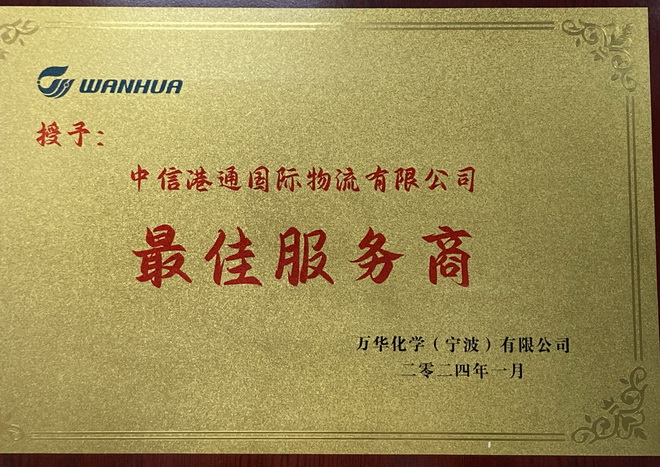 WANHUA
授予：
中信港通国际物流有限公司
最佳服务商
万华化学（宁波）有限公司
二零二四年一月